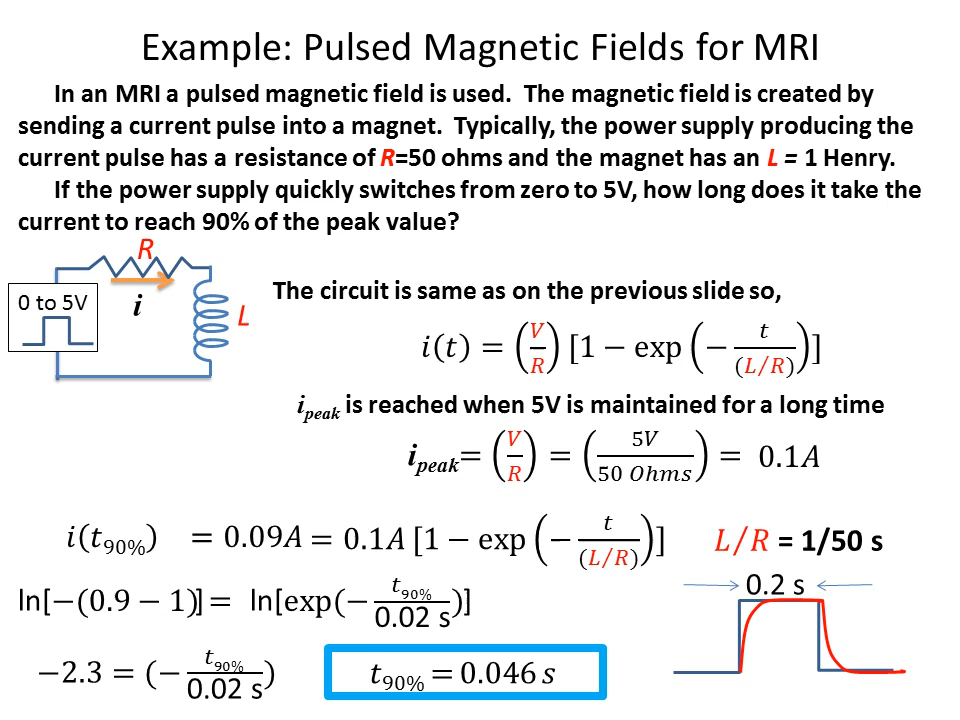 Example: Pulsed Magnetic Fields for MRI
In an MRI a pulsed magnetic field is used. The magnetic field is created by
sending a current pulse into a magnet. Typically, the power supply producing the
current pulse has a resistance of R=50 ohms and the magnet has an L = 1 Henry.
If the power supply quickly switches from zero to 5V, how long does it take the
current to reach 90% of the peak value?
R
0 to 5V
i
L
The circuit is same as on the previous slide so,
i(t) = (V/R) [1 − exp (− t/(L/R))]
i_peak is reached when 5V is maintained for a long time
i_peak = (V/R) = (5V/50 Ohms) = 0.1A
i(t_90%) = 0.09A = 0.1A [1 − exp (− t/(L/R))]
L/R = 1/50 s
ln[−(0.9 − 1)] = ln[exp(− t_90%/0.02 s)]
0.2 s
−2.3 = (− t_90%/0.02 s)
t_90% = 0.046 s